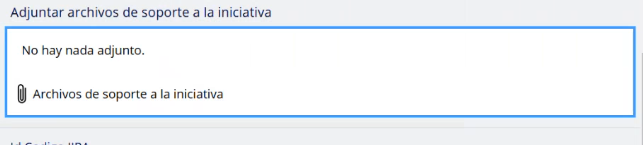 Adjuntar archivos de soporte a la iniciativa
No hay nada adjunto.
Archivos de soporte a la iniciativa